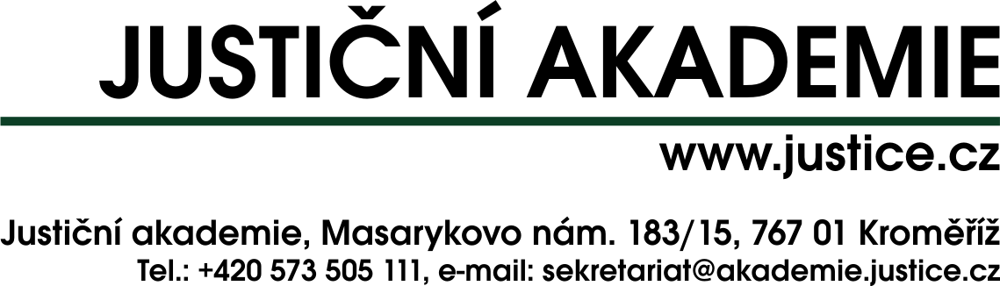 JUSTIČNÍ AKADEMIE
www.justice.cz
Justiční akademie, Masarykovo nám. 183/15, 767 01 Kroměříž
Tel.: +420 573 505 111, e-mail: sekretariat@akademie.justice.cz